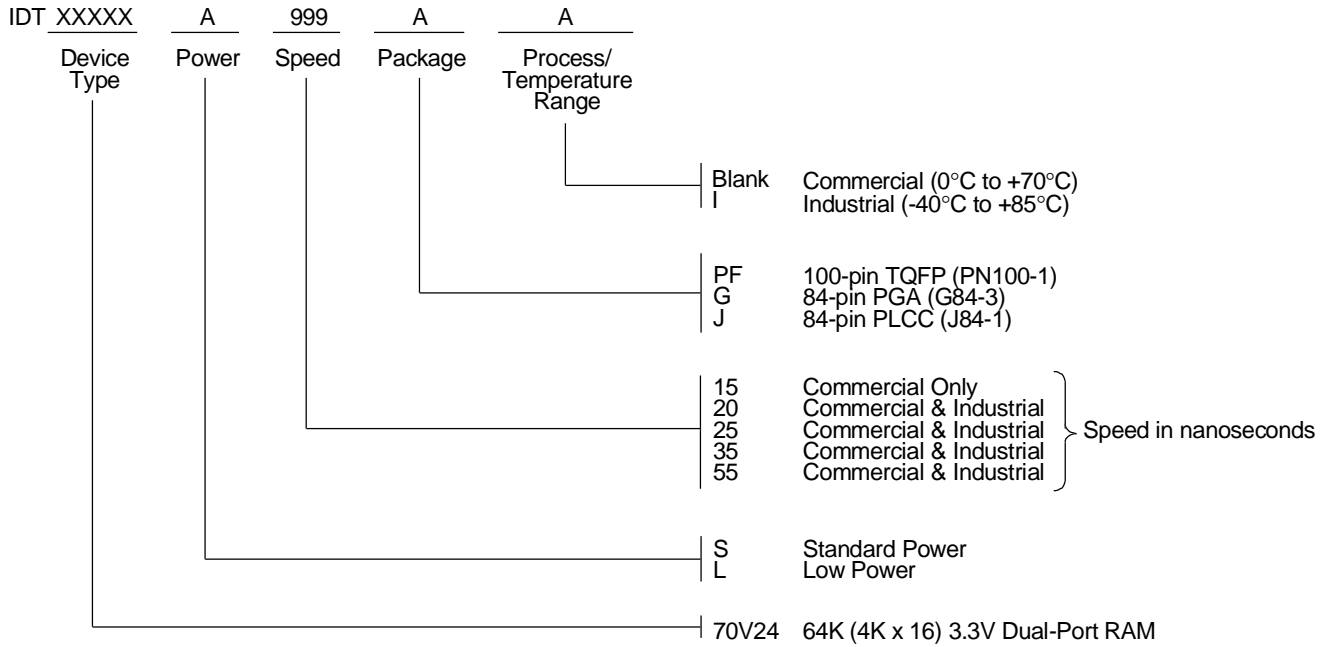 IDT XXXXX A 999 A A
Device Type Power Speed Package Process/ Temperature Range
Blank Commercial (0°C to +70°C)
I Industrial (-40°C to +85°C)
PF 100-pin TQFP (PN100-1)
G 84-pin PGA (G84-3)
J 84-pin PLCC (J84-1)
15 Commercial Only
20 Commercial & Industrial
25 Commercial & Industrial
35 Commercial & Industrial
55 Commercial & Industrial
Speed in nanoseconds
S Standard Power
L Low Power
70V24 64K (4K x 16) 3.3V Dual-Port RAM